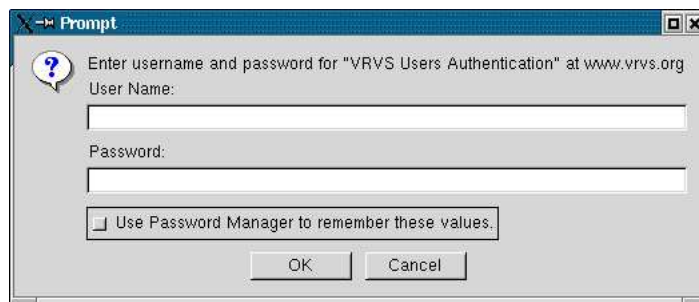 Prompt
Enter username and password for "VRVS Users Authentication" at www.vrvs.org
User Name:
Password:
Use Password Manager to remember these values.
OK
Cancel